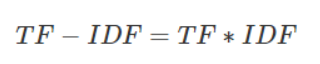 TF − IDF = TF ∗ IDF